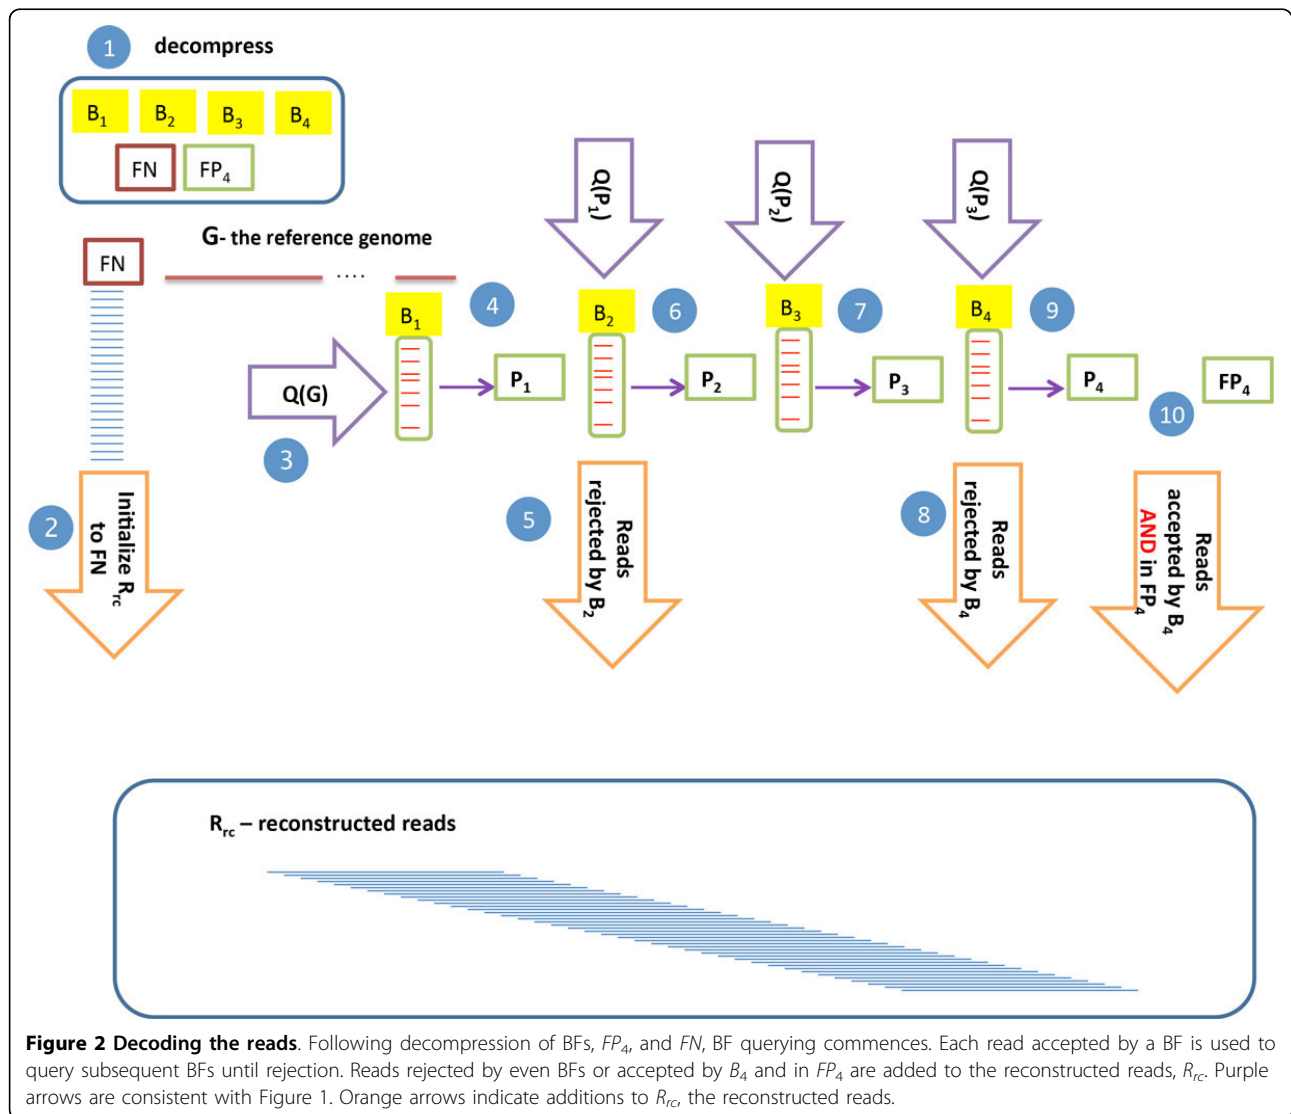 1 decompress
B1 B2 B3 B4
FN FP4
G- the reference genome
....
FN
Q(P1)
Q(P2)
Q(P3)
B1
4
B2
6
B3
7
B4
9
Q(G)
3
P1
P2
P3
P4
FP4
10
2
Initialize Rrc
to FN
5
Reads
rejected by B2
8
Reads
rejected by B4
Reads
accepted by B4
AND in FP4
Rrc – reconstructed reads
Figure 2 Decoding the reads. Following decompression of BFs, FP4, and FN, BF querying commences. Each read accepted by a BF is used to
query subsequent BFs until rejection. Reads rejected by even BFs or accepted by B4 and in FP4 are added to the reconstructed reads, Rrc. Purple
arrows are consistent with Figure 1. Orange arrows indicate additions to Rrc, the reconstructed reads.